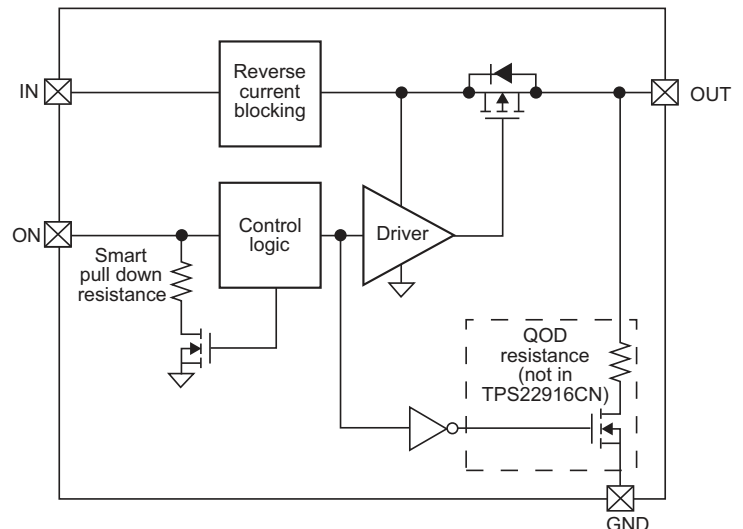 Reverse
current
blocking
IN
OUT
ON
Control
logic
Driver
Smart
pull down
resistance
QOD
resistance
(not in
TPS22916CN)
GND